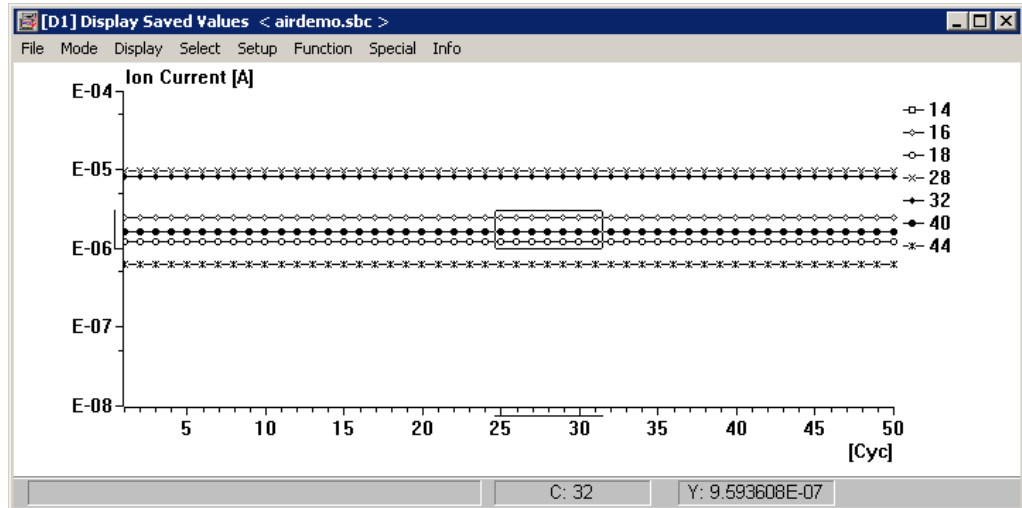 [D1] Display Saved Values < airdemo.sbc >
File Mode Display Select Setup Function Special Info
Ion Current [A]
E-04
E-05
E-06
E-07
E-08
14
16
18
28
32
40
44
5 10 15 20 25 30 35 40 45 50
[Cyc]
C: 32 Y: 9.593608E-07